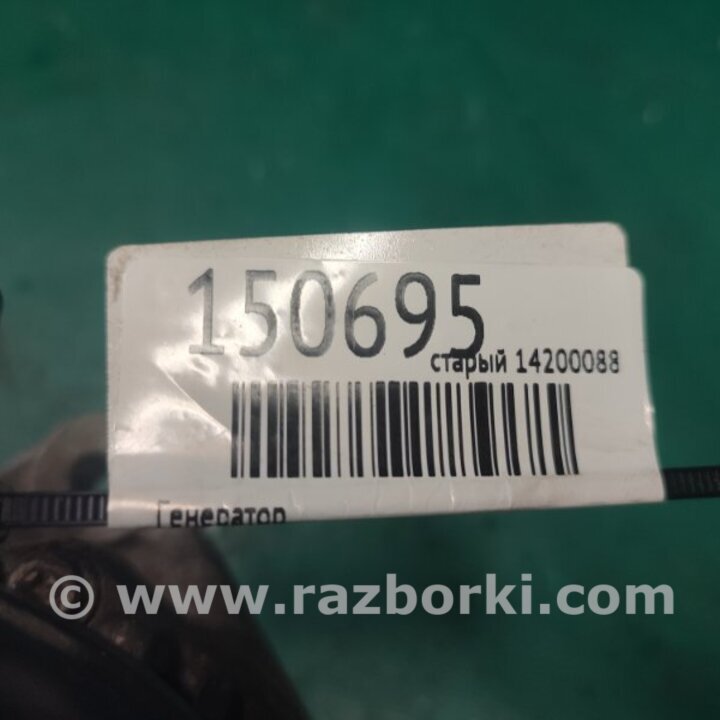 150695
старый 14200088
Генератор
© www.razborki.com